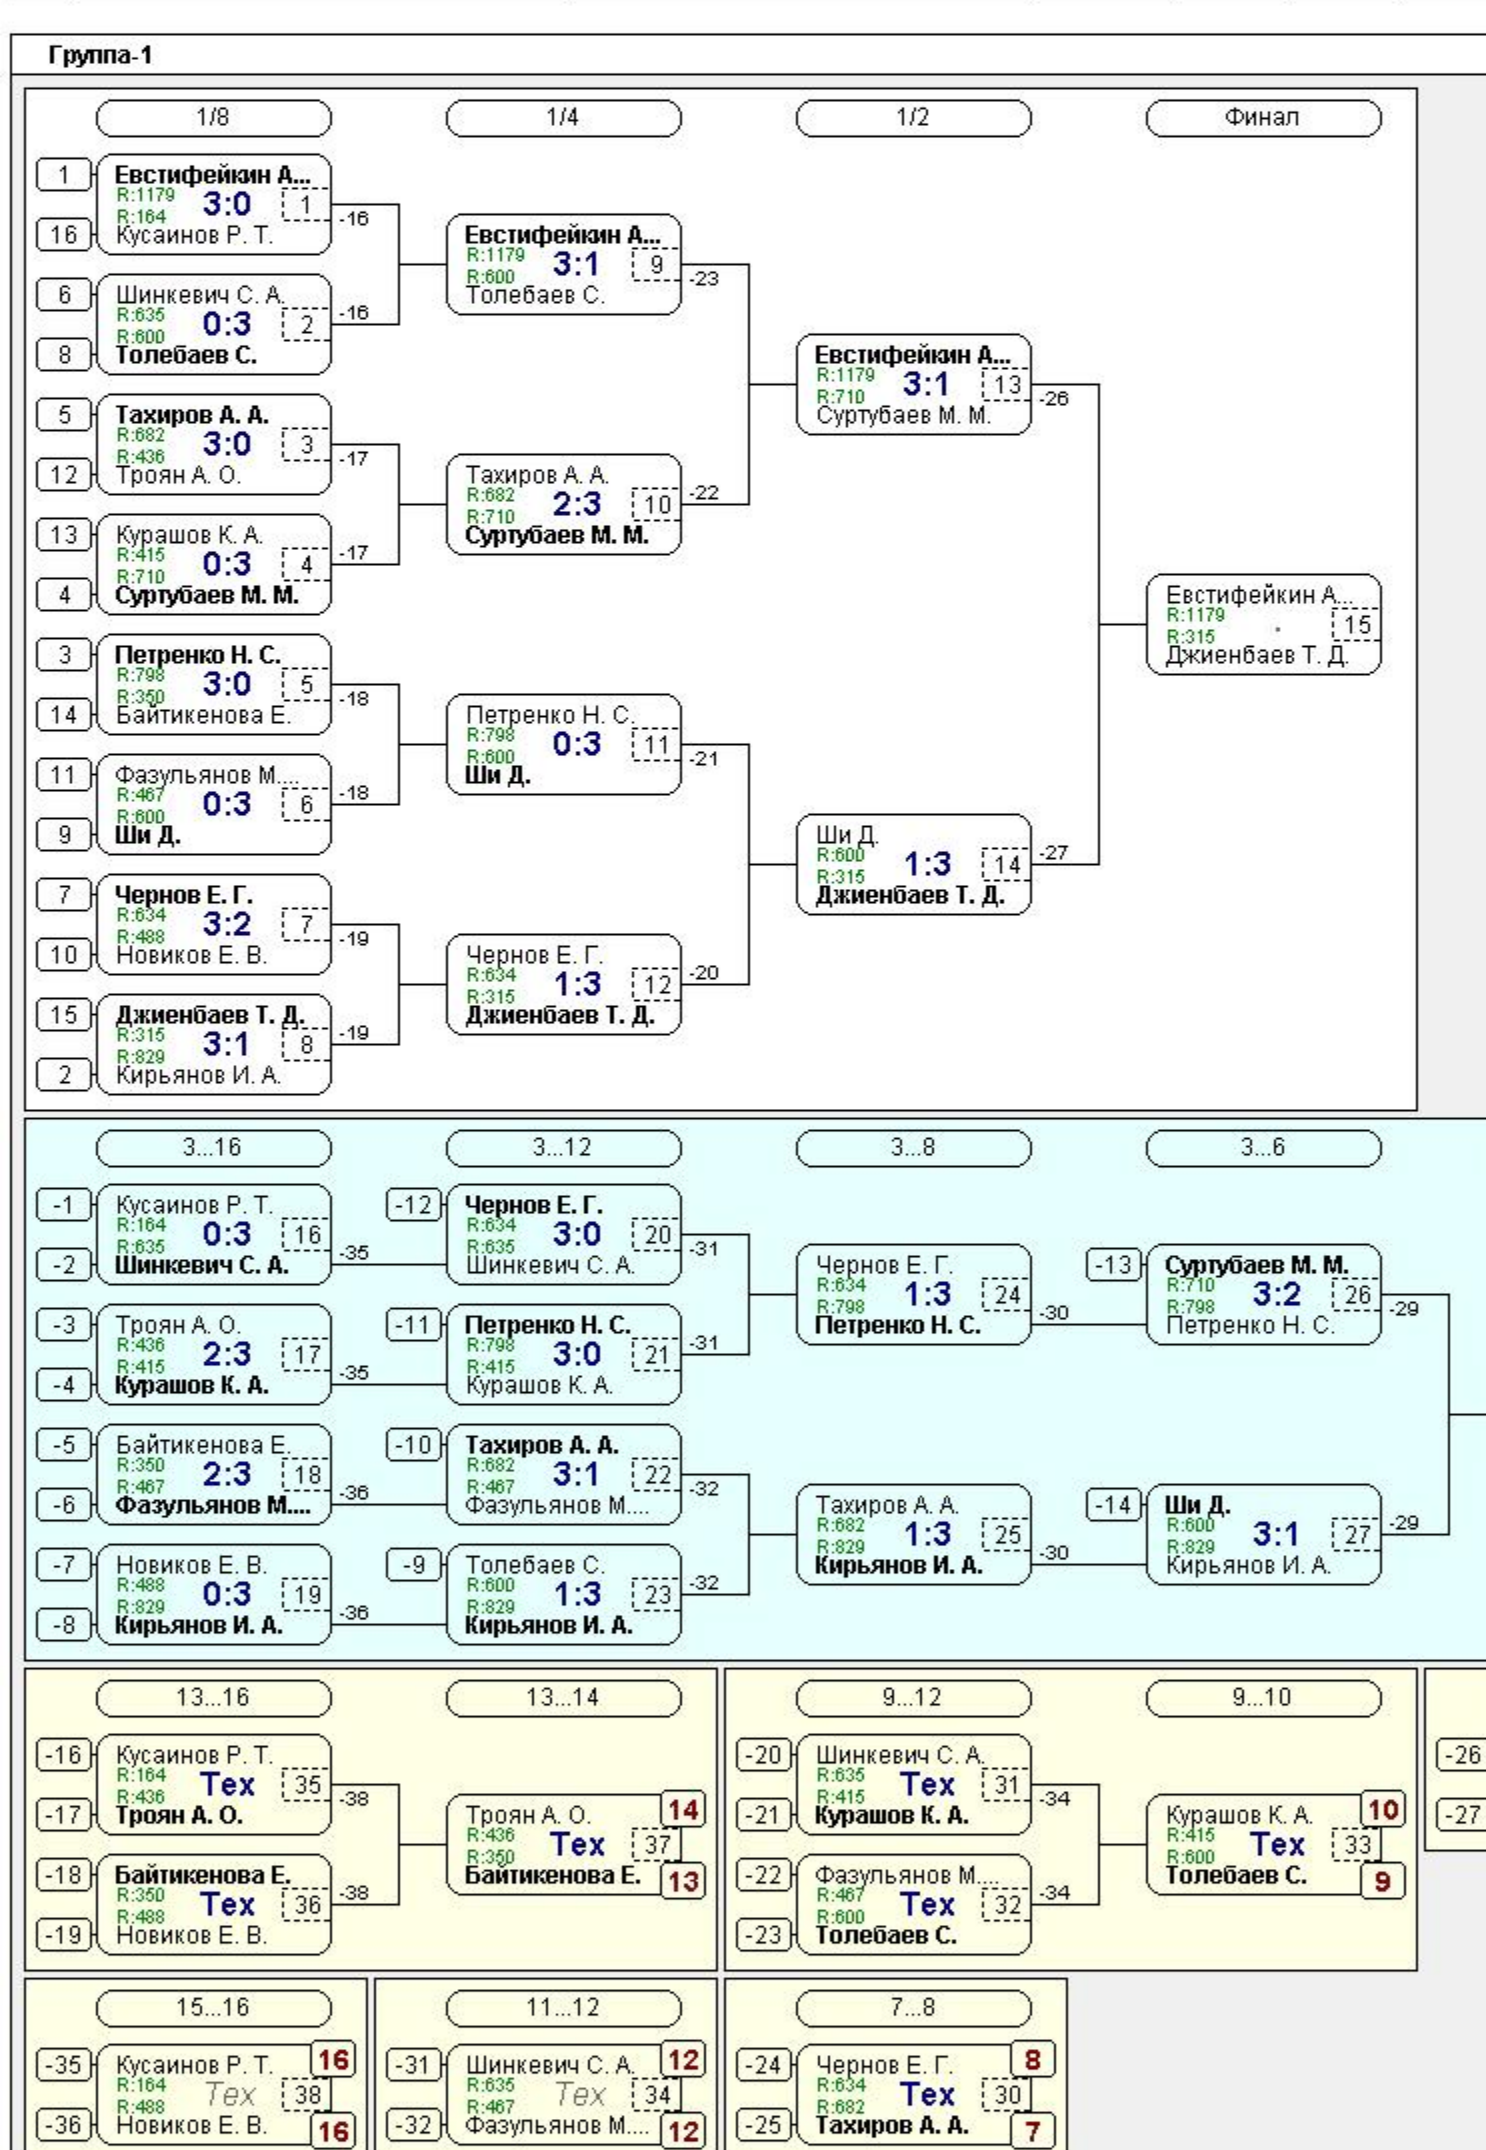 Группа-1
1/8
1/4
1/2
Финал
1
Евстифейкин А...
R:1179
3:0
1
-16
R:164
16
Кусаинов Р. Т.
6
Шинкевич С. А.
R:635
0:3
2
-16
R:600
8
Толебаев С.
5
Тахиров А. А.
R:682
3:0
3
-17
R:436
12
Троян А. О.
13
Курашов К. А.
R:415
0:3
4
-17
R:710
4
Суртубаев М. М.
3
Петренко Н. С.
R:798
3:0
5
-18
R:350
14
Байтикенова Е.
11
Фазульянов М....
R:467
0:3
6
-18
R:600
9
Ши Д.
7
Чернов Е. Г.
R:634
3:2
7
-19
R:488
10
Новиков Е. В.
15
Джиенбаев Т. Д.
R:315
3:1
8
-19
R:829
2
Кирьянов И. А.
Евстифейкин А...
R:1179
3:1
9
-23
R:600
Толебаев С.
Тахиров А. А.
R:682
2:3
10
-22
R:710
Суртубаев М. М.
Петренко Н. С.
R:798
0:3
11
-21
R:600
Ши Д.
Чернов Е. Г.
R:634
1:3
12
-20
R:315
Джиенбаев Т. Д.
Евстифейкин А...
R:1179
3:1
13
-26
R:710
Суртубаев М. М.
Ши Д.
R:600
1:3
14
-27
R:315
Джиенбаев Т. Д.
Евстифейкин А...
R:1179
15
R:315
Джиенбаев Т. Д.
3...16
3...12
3...8
3...6
-1
Кусаинов Р. Т.
R:164
0:3
16
-35
R:635
-2
Шинкевич С. А.
-3
Троян А. О.
R:436
2:3
17
-35
R:415
-4
Курашов К. А.
-5
Байтикенова Е.
R:350
2:3
18
-36
R:467
-6
Фазульянов М....
-7
Новиков Е. В.
R:488
0:3
19
-36
R:829
-8
Кирьянов И. А.
-12
Чернов Е. Г.
R:634
3:0
20
-31
R:635
Шинкевич С. А.
-11
Петренко Н. С.
R:798
3:0
21
-31
R:415
Курашов К. А.
-10
Тахиров А. А.
R:682
3:1
22
-32
R:467
Фазульянов М....
-9
Толебаев С.
R:600
1:3
23
-32
R:829
Кирьянов И. А.
Чернов Е. Г.
R:634
1:3
24
-30
R:798
Петренко Н. С.
Тахиров А. А.
R:682
1:3
25
-30
R:829
Кирьянов И. А.
-13
Суртубаев М. М.
R:710
3:2
26
-29
R:798
Петренко Н. С.
-14
Ши Д.
R:600
3:1
27
-29
R:829
Кирьянов И. А.
13...16
13...14
-16
Кусаинов Р. Т.
R:164
Тех
35
-38
R:436
-17
Троян А. О.
-18
Байтикенова Е.
R:350
Тех
36
-38
R:488
-19
Новиков Е. В.
Троян А. О.
14
R:436
Тех
37
R:350
Байтикенова Е.
13
9...12
9...10
-20
Шинкевич С. А.
R:635
Тех
31
-34
R:415
-21
Курашов К. А.
-22
Фазульянов М....
R:467
Тех
32
-34
R:600
-23
Толебаев С.
Курашов К. А.
10
R:415
Тех
33
R:600
Толебаев С.
9
-26
-27
15...16
-35
Кусаинов Р. Т.
16
R:164
Тех
38
R:488
-36
Новиков Е. В.
16
11...12
-31
Шинкевич С. А.
12
R:635
Тех
34
R:467
-32
Фазульянов М....
12
7...8
-24
Чернов Е. Г.
8
R:634
Тех
30
R:682
-25
Тахиров А. А.
7